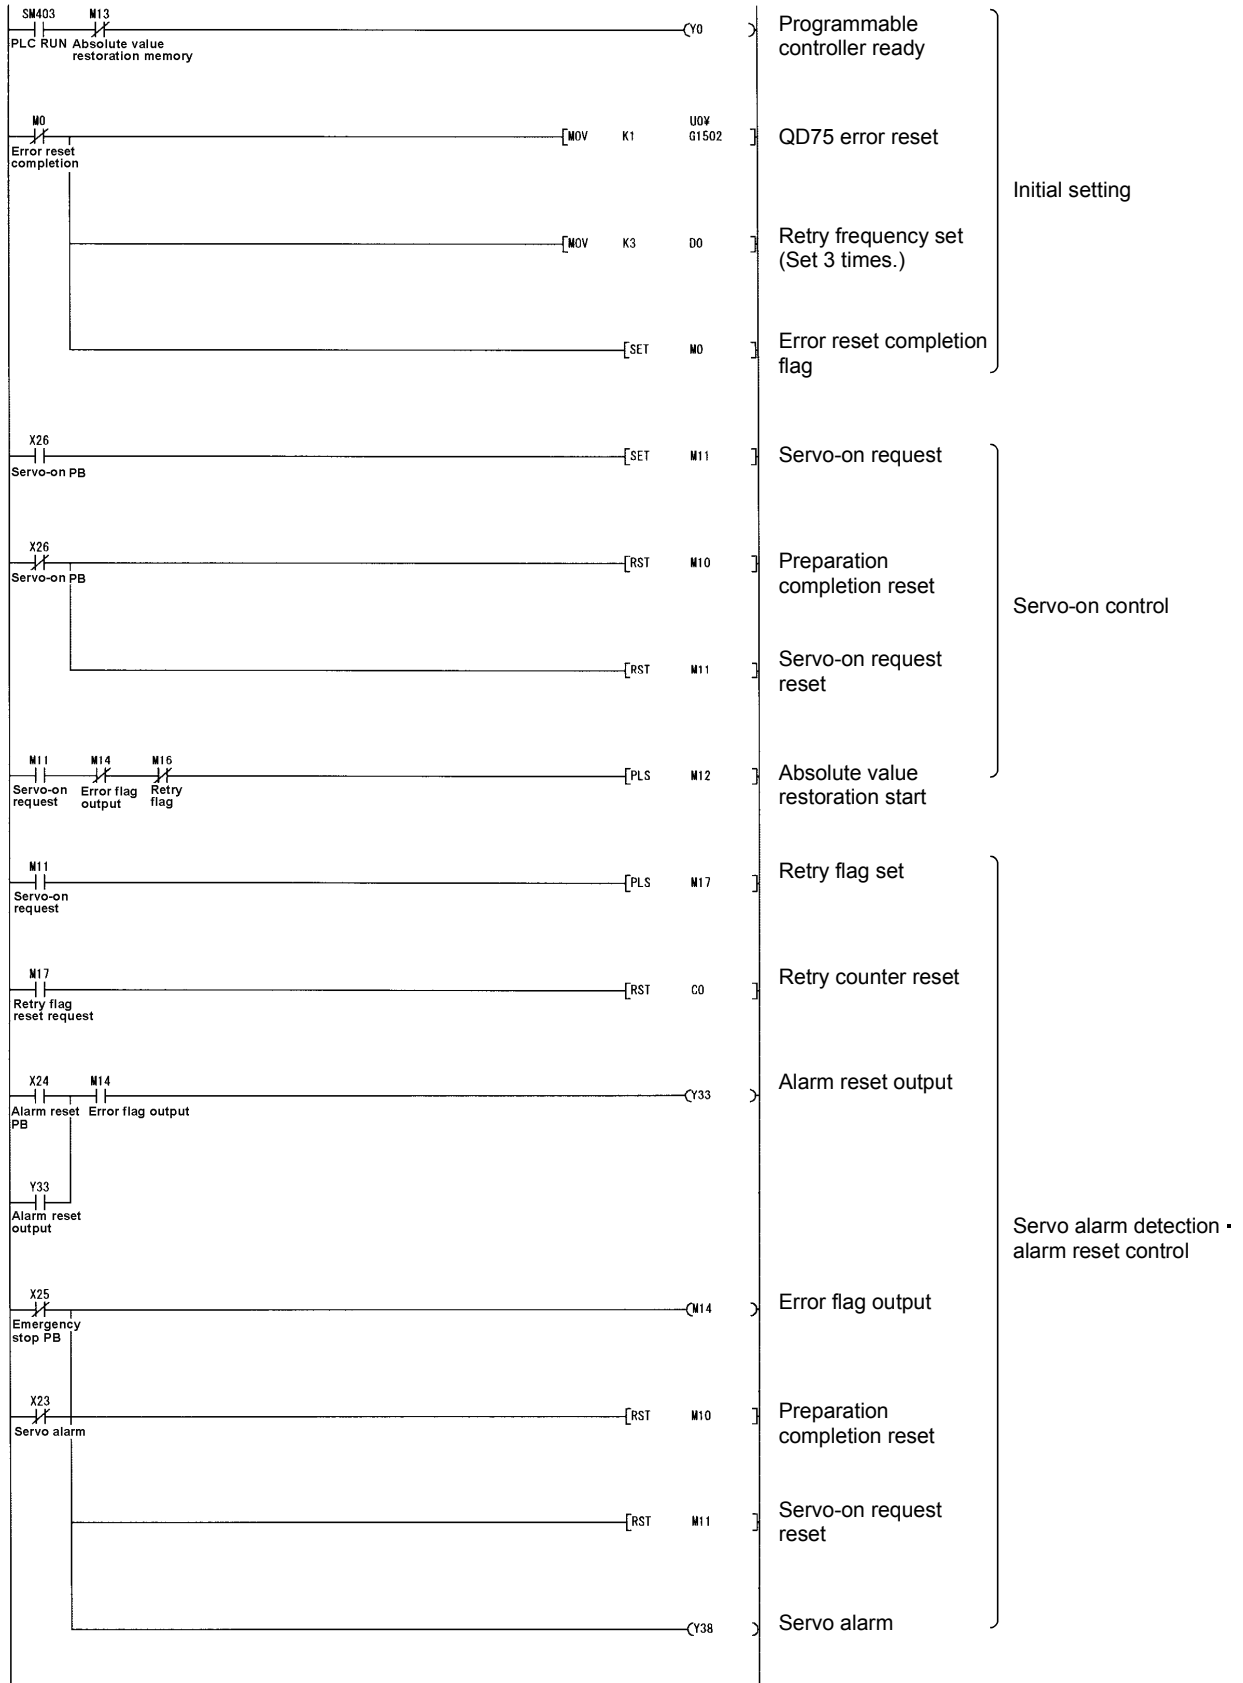 SM403 M13
(Y0 ) Programmable
controller ready
PLC RUN Absolute value
restoration memory
M0 U0¥
[MOV K1 G1502 ] QD75 error reset
Error reset
completion
Initial setting
[MOV K3 D0 ] Retry frequency set
(Set 3 times.)
[SET M0 ] Error reset completion
flag
X26
[SET M11 ] Servo-on request
Servo-on PB
X26
[RST M10 ] Preparation
completion reset
Servo-on PB
Servo-on control
[RST M11 ] Servo-on request
reset
M11 M14 M16
[PLS M12 ] Absolute value
restoration start
Servo-on
request
Error flag
output
Retry
flag
M11
[PLS M17 ] Retry flag set
Servo-on
request
M17
[RST C0 ] Retry counter reset
Retry flag
reset request
X24 M14
(Y33 ) Alarm reset output
Alarm reset
PB
Error flag output
Y33
Alarm reset
output
Servo alarm detection ･
alarm reset control
X25
(M14 ) Error flag output
Emergency
stop PB
X23
[RST M10 ] Preparation
completion reset
Servo alarm
[RST M11 ] Servo-on request
reset
(Y38 ) Servo alarm